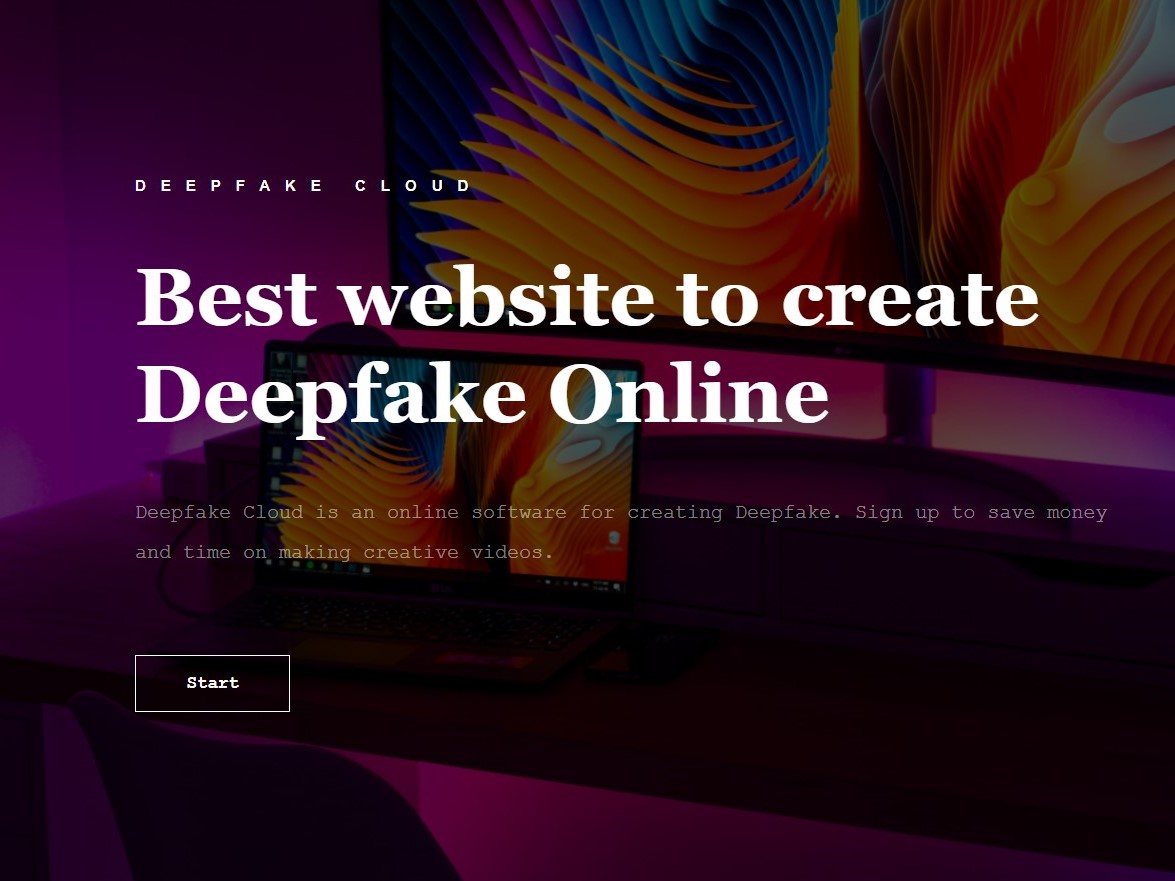 DEEPFAKE CLOUD
Best website to create
Deepfake Online
Deepfake Cloud is an online software for creating Deepfake. Sign up to save money
and time on making creative videos.
Start